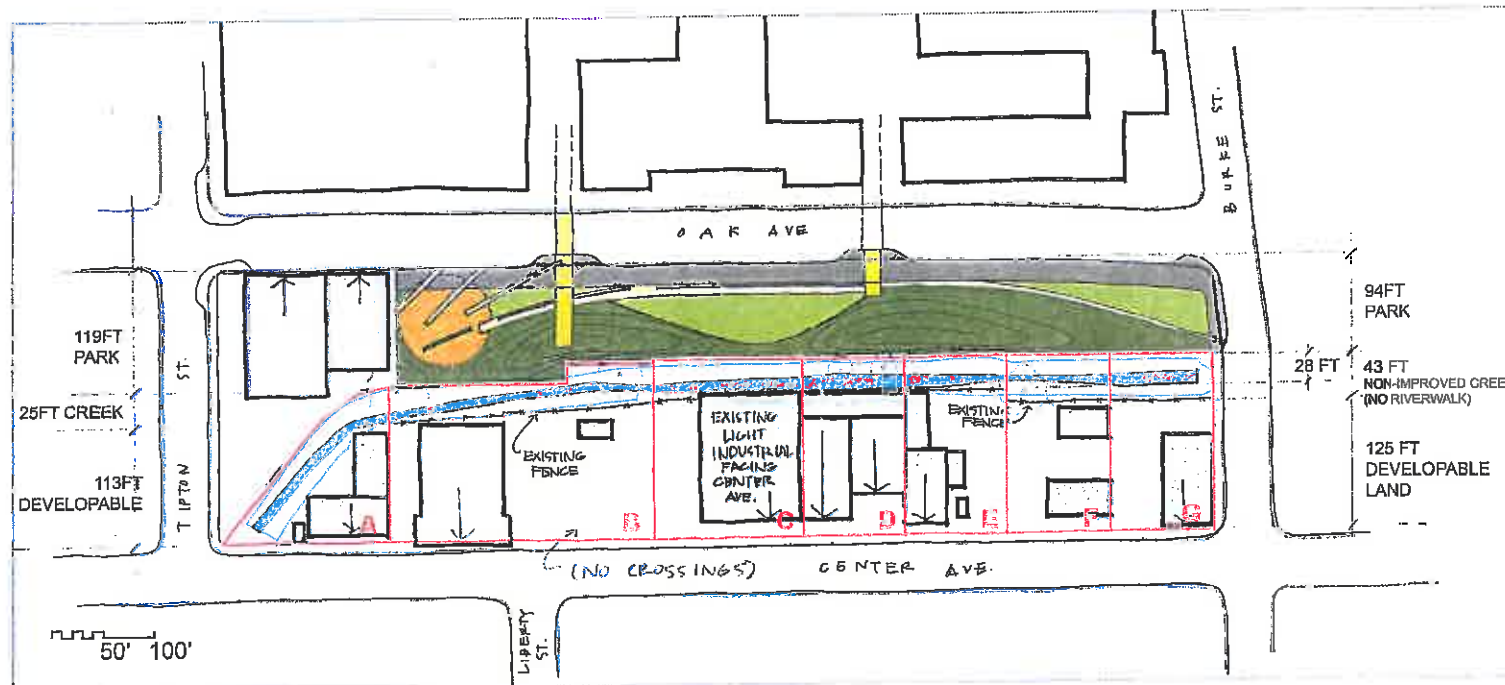 BURKE ST.
OAK AVE
94FT
PARK
119FT
PARK
28 FT
43 FT
NON-IMPROVED CREE
(NO RIVERWALK)
25FT CREEK
113FT
DEVELOPABLE
TIPTON ST.
EXISTING
FENCE
EXISTING
LIGHT
INDUSTRIAL
FACING
CENTER
AVE.
EXISTING
FENCE
125 FT
DEVELOPABLE
LAND
A
B
C
D
E
F
G
(NO CROSSINGS)
CENTER AVE.
LIBERTY
ST.
50' 100'